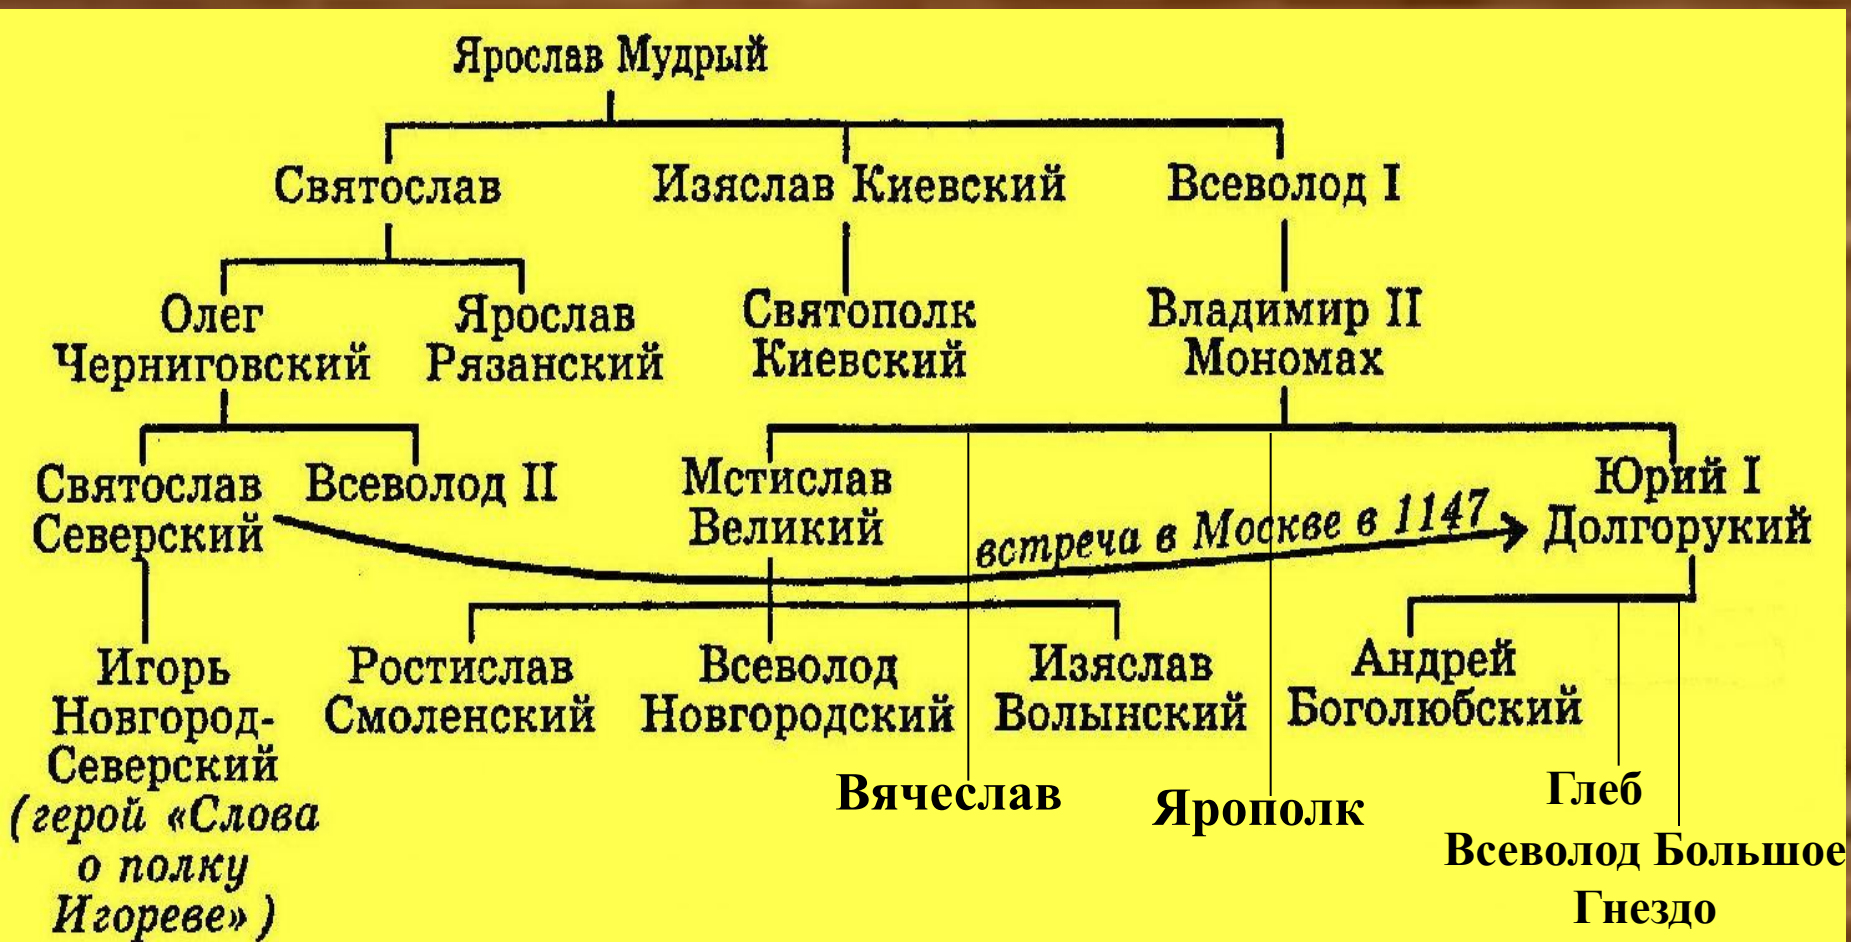 Ярослав Мудрый
Святослав
Изяслав Киевский
Всеволод I
Олег
Черниговский
Ярослав
Рязанский
Святополк
Киевский
Владимир II
Мономах
Святослав
Северский
Всеволод II
Мстислав
Великий
встреча в Москве в 1147
Юрий I
Долгорукий
Игорь
Новгород-
Северский
(герой «Слова
о полку
Игореве»)
Ростислав
Смоленский
Всеволод
Новгородский
Изяслав
Волынский
Андрей
Боголюбский
Вячеслав
Ярополк
Глеб
Всеволод Большое
Гнездо